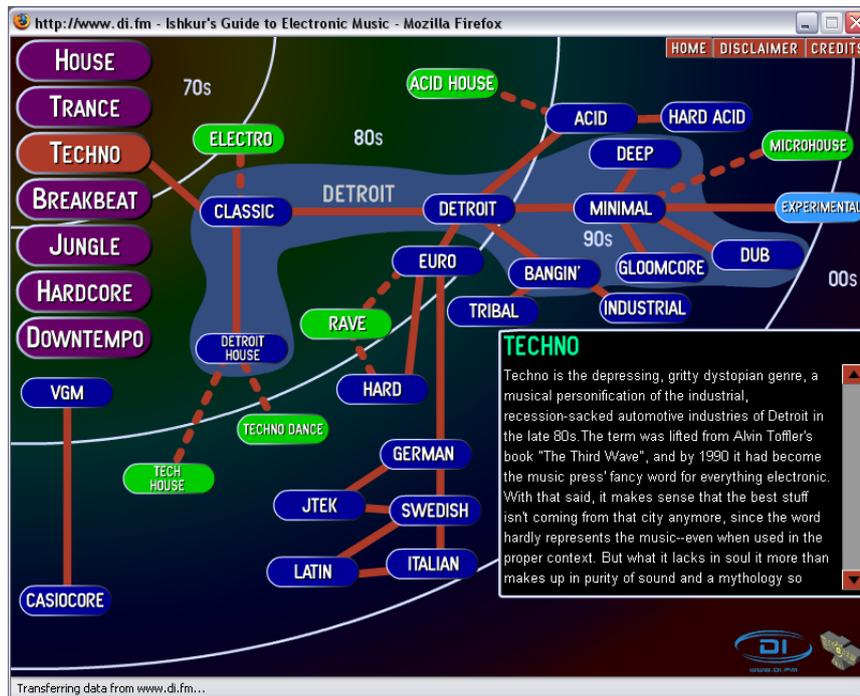 http://www.di.fm - Ishkur's Guide to Electronic Music - Mozilla Firefox
HOME DISCLAIMER CREDITS
HOUSE
TRANCE
TECHNO
BREAKBEAT
JUNGLE
HARDCORE
DOWNTEMPO
70s
80s
90s
00s
ACID HOUSE
ACID
HARD ACID
ELECTRO
DEEP
MICROHOUSE
DETROIT
CLASSIC
DETROIT
MINIMAL
EXPERIMENTAL
EURO
BANGIN'
GLOOMCORE
DUB
TRIBAL
INDUSTRIAL
RAVE
DETROIT
HOUSE
HARD
VGM
TECHNO DANCE
GERMAN
TECH
HOUSE
JTEK
SWEDISH
LATIN
ITALIAN
CASIOCORE
TECHNO
Techno is the depressing, gritty dystopian genre, a
musical personification of the industrial,
recession-sacked automotive industries of Detroit in
the late 80s.The term was lifted from Alvin Toffler's
book "The Third Wave", and by 1990 it had become
the music press' fancy word for everything electronic.
With that said, it makes sense that the best stuff
isn't coming from that city anymore, since the word
hardly represents the music--even when used in the
proper context. But what it lacks in soul it more than
makes up in purity of sound and a mythology so
DI
WWW.DI.FM
Transferring data from www.di.fm...